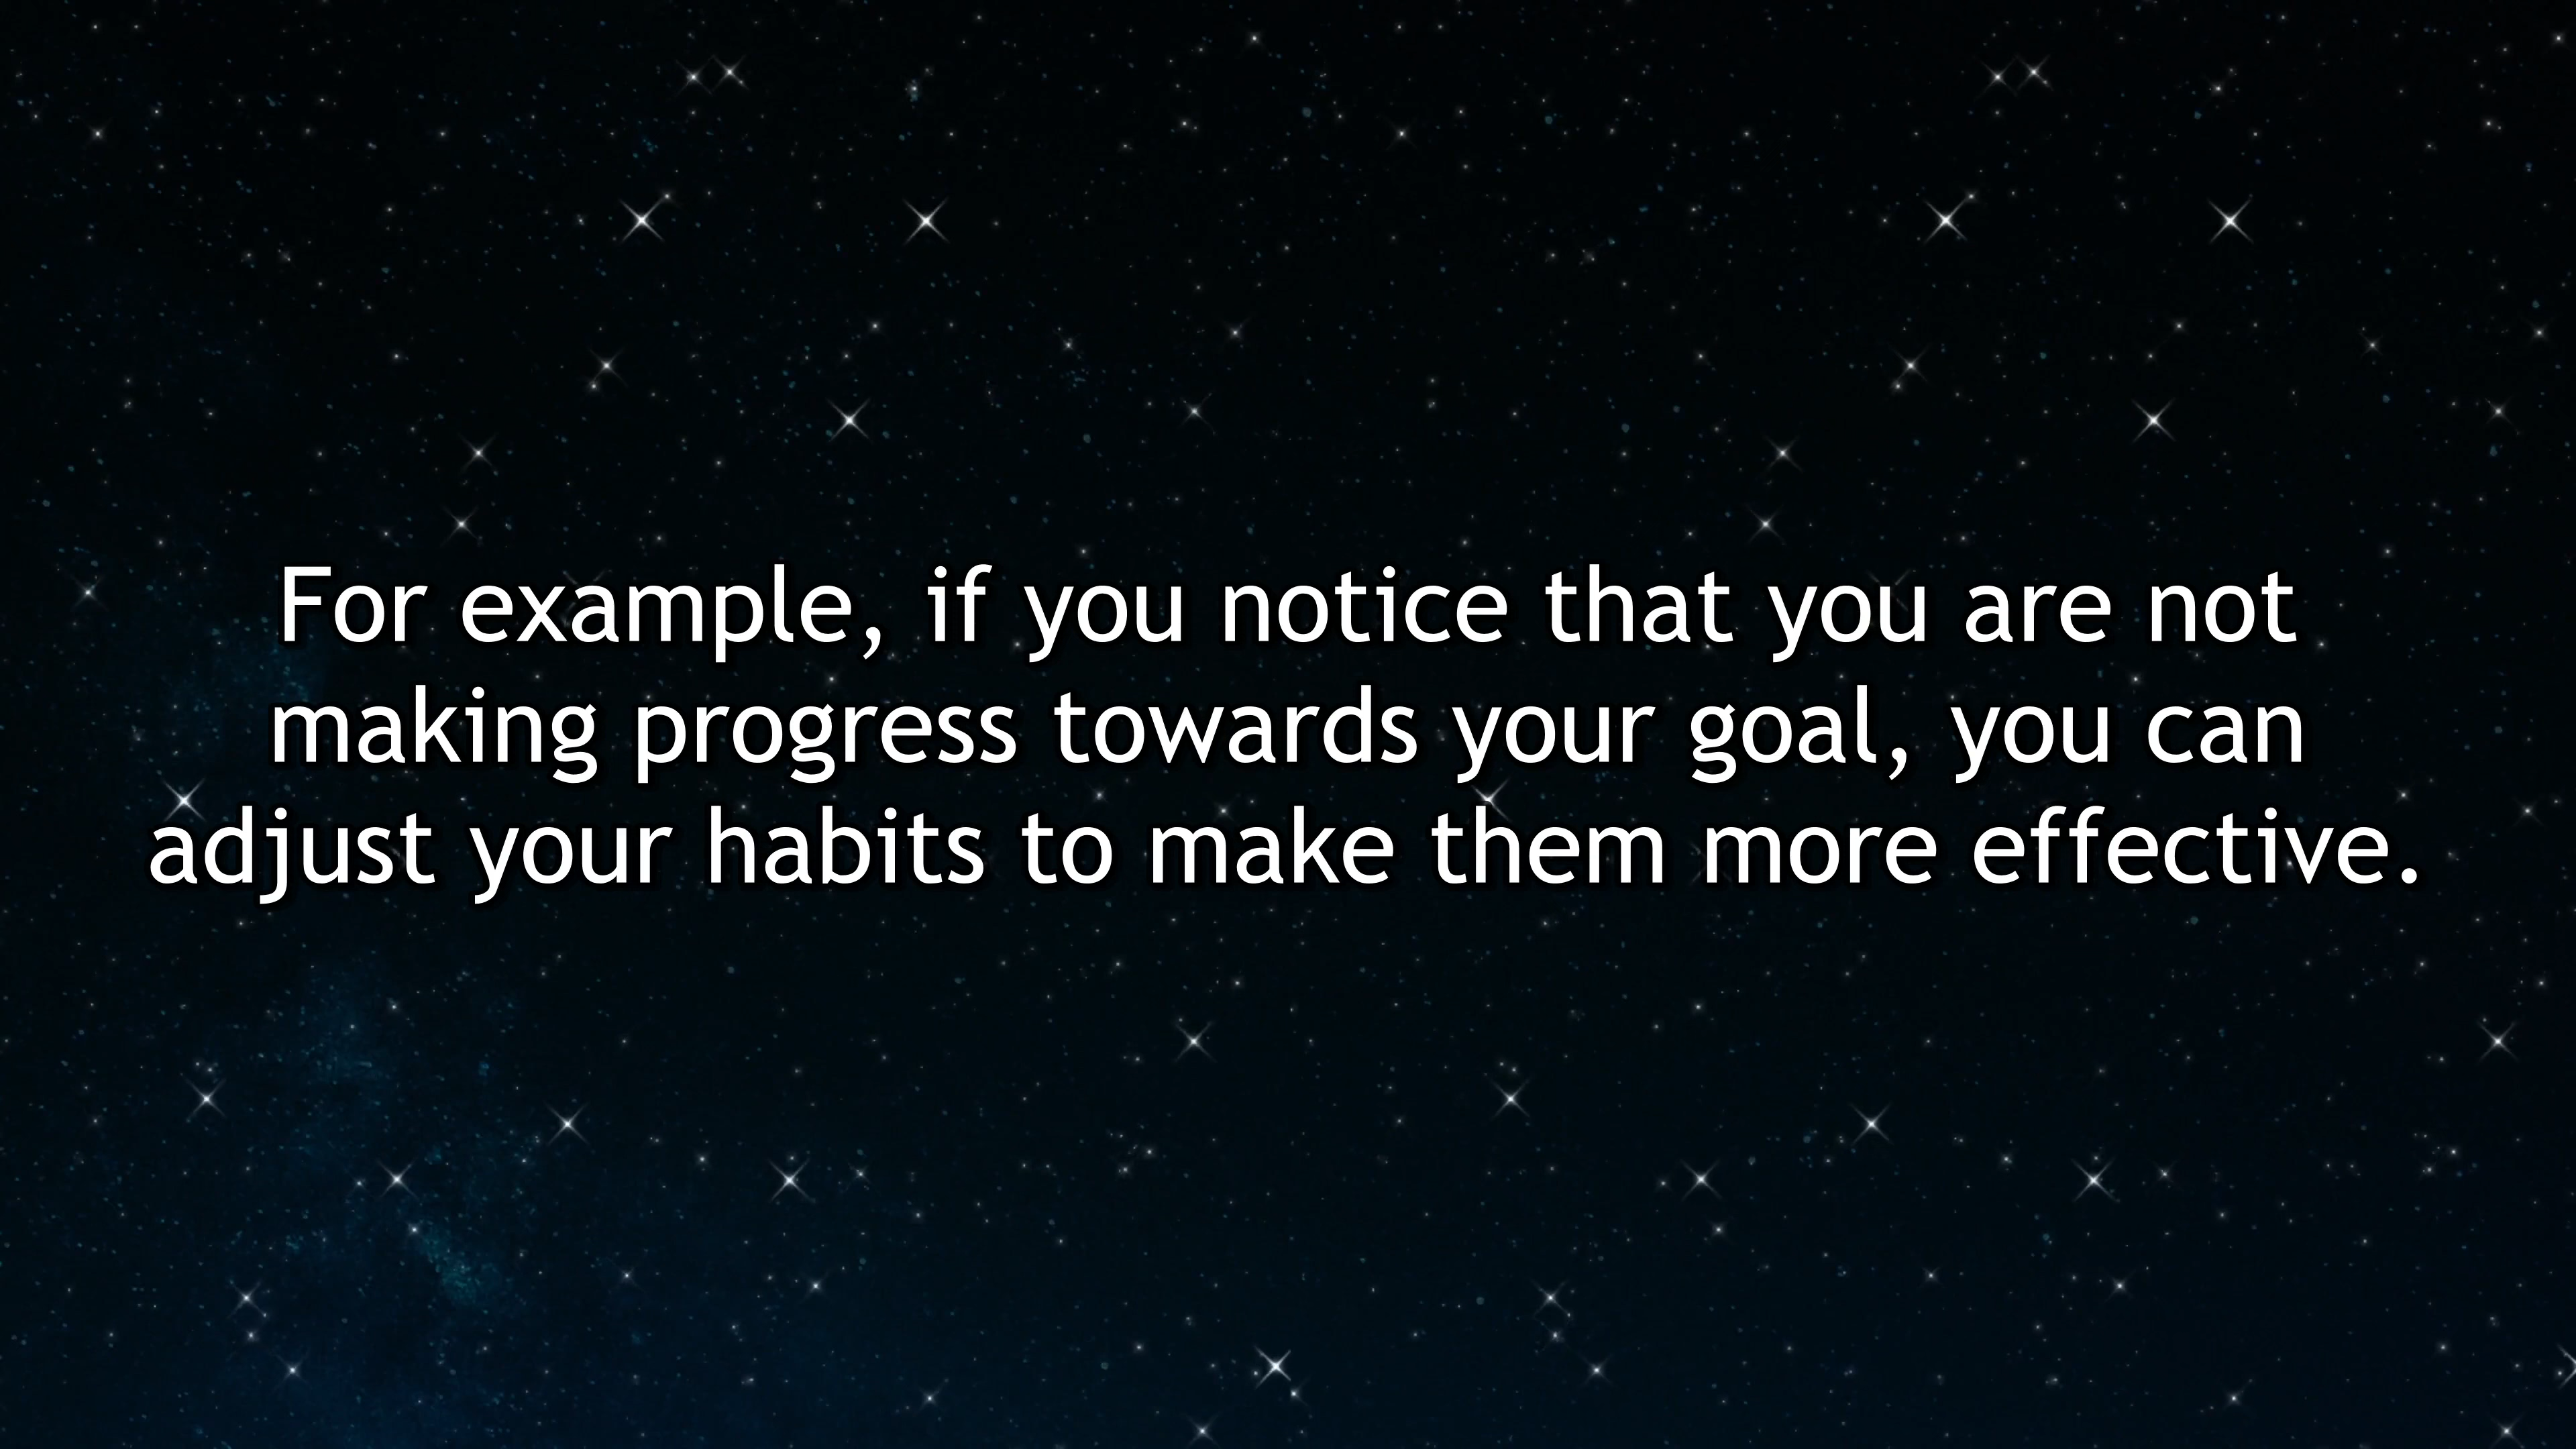 For example, if you notice that you are not
making progress towards your goal, you can
adjust your habits to make them more effective.